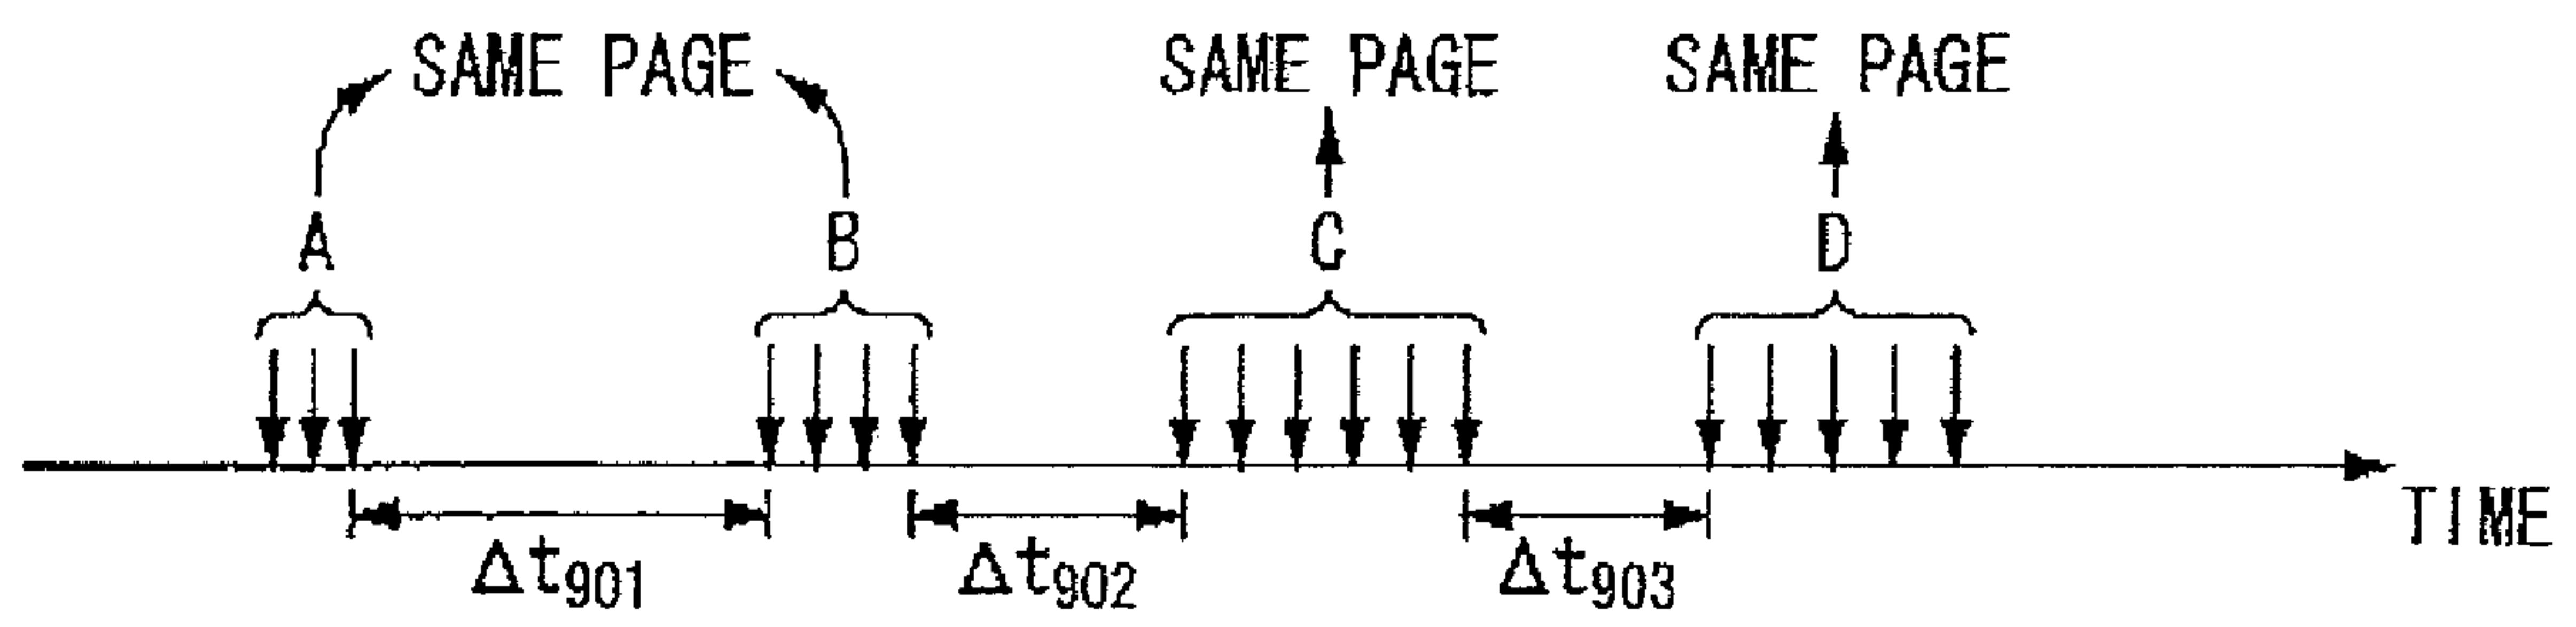 SAME PAGE SAME PAGE SAME PAGE
A B C D
TIME
Δt901 Δt902 Δt903